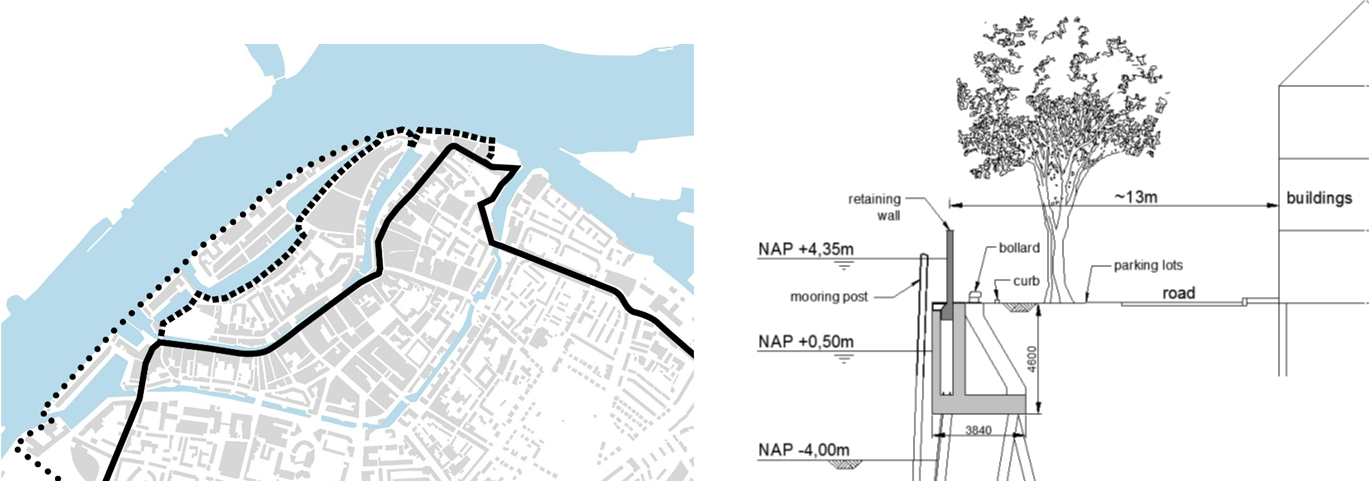 ~13m
buildings
retaining
wall
NAP +4,35m
bollard
mooring post
curb
parking lots
road
NAP +0,50m
4600
3840
NAP -4,00m